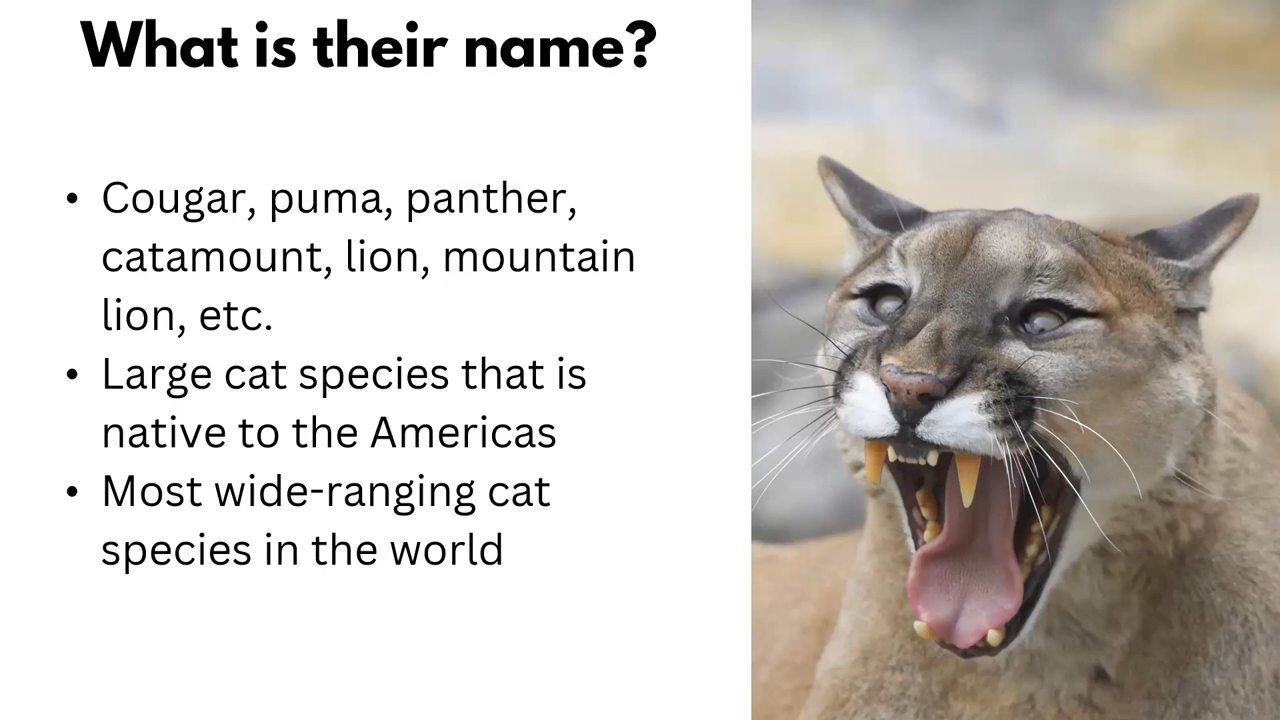 What is their name?
• Cougar, puma, panther,
catamount, lion, mountain
lion, etc.
• Large cat species that is
native to the Americas
• Most wide-ranging cat
species in the world